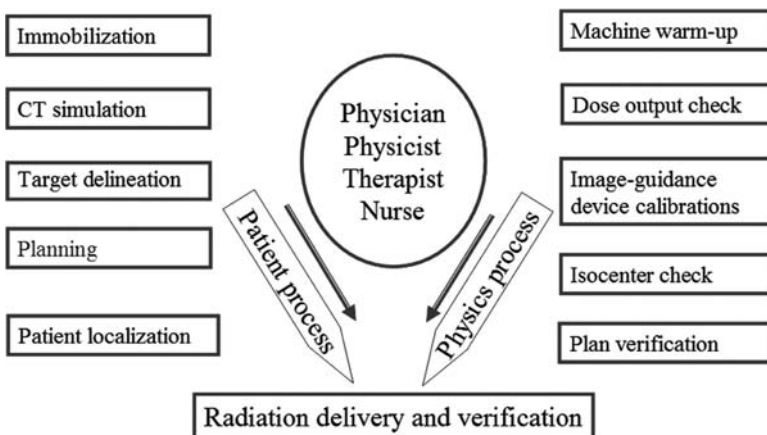 Immobilization
CT simulation
Target delineation
Planning
Patient localization
Physician
Physicist
Therapist
Nurse
Patient process
Physics process
Machine warm-up
Dose output check
Image-guidance
device calibrations
Isocenter check
Plan verification
Radiation delivery and verification